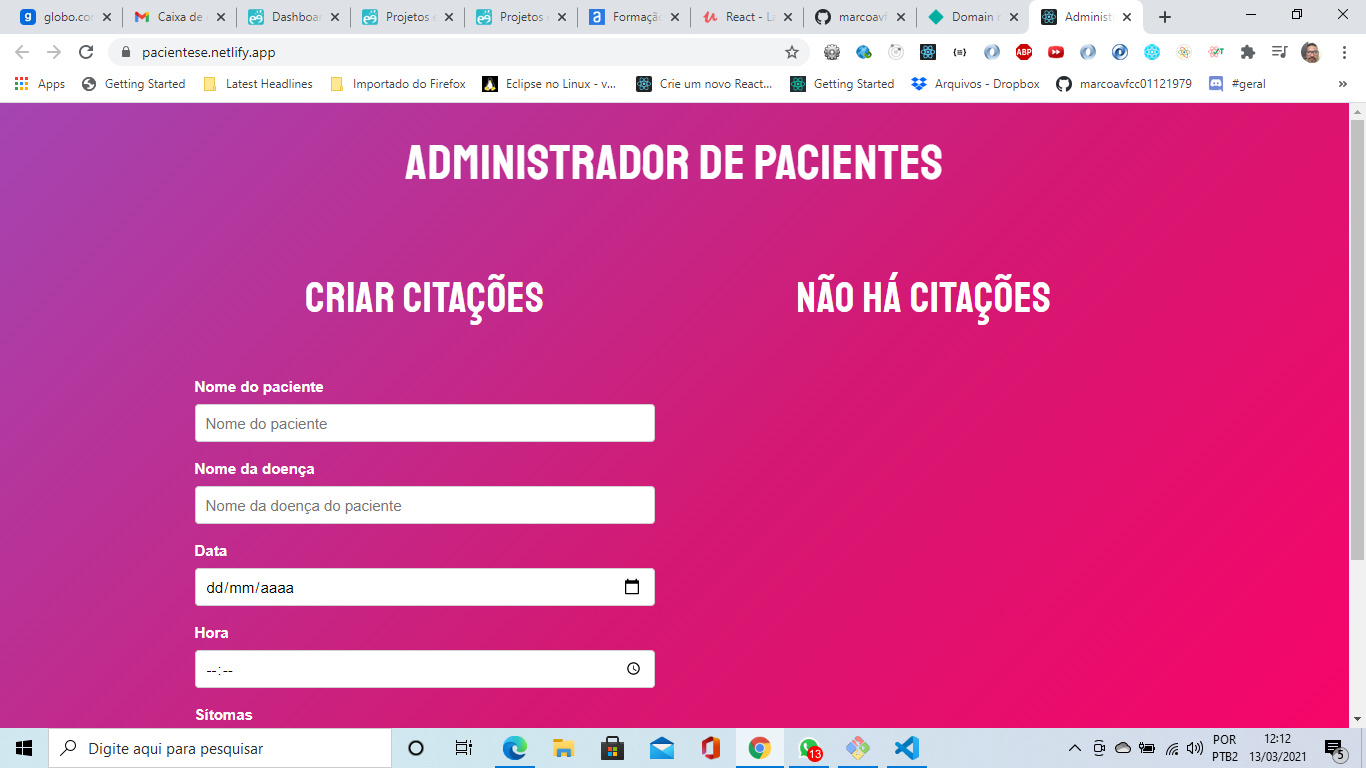 globo.co
Caixa de
Dashboa
Projetos e
Projetos
Formaçã
React - L
marcoavf
Domain
Administ
pacientese.netlify.app
ABP
Apps
Getting Started
Latest Headlines
Importado do Firefox
Eclipse no Linux - v...
Crie um novo React...
Getting Started
Arquivos - Dropbox
marcoavfcc01121979
#geral
»
ADMINISTRADOR DE PACIENTES
CRIAR CITAÇÕES
NÃO HÁ CITAÇÕES
Nome do paciente
Nome do paciente
Nome da doença
Nome da doença do paciente
Data
dd/mm/aaaa
Hora
--:--
Sítomas
Digite aqui para pesquisar
13
POR
PTB2
12:12
13/03/2021
5